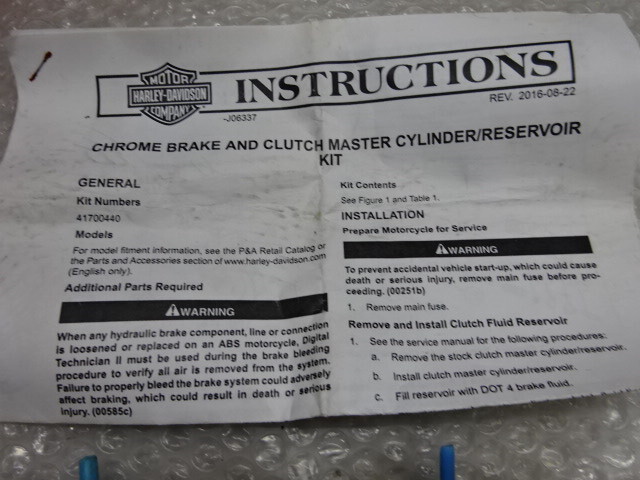 MOTOR
HARLEY-DAVIDSON
COMPANY
INSTRUCTIONS
-J06337
REV. 2016-08-22
CHROME BRAKE AND CLUTCH MASTER CYLINDER/RESERVOIR
KIT
GENERAL
Kit Numbers
41700440
Models
For model fitment information, see the P&A Retail Catalog or
the Parts and Accessories section of www.harley-davidson.com
(English only).
Additional Parts Required
WARNING
When any hydraulic brake component, line or connection
is loosened or replaced on an ABS motorcycle, Digital
Technician II must be used during the brake bleeding
procedure to verify all air is removed from the system.
Failure to properly bleed the brake system could adversely
affect braking, which could result in death or serious
injury. (00585c)
Kit Contents
See Figure 1 and Table 1.
INSTALLATION
Prepare Motorcycle for Service
WARNING
To prevent accidental vehicle start-up, which could cause
death or serious injury, remove main fuse before pro-
ceeding. (00251b)
1. Remove main fuse.
Remove and Install Clutch Fluid Reservoir
1. See the service manual for the following procedures:
a. Remove the stock clutch master cylinder/reservoir.
b. Install clutch master cylinder/reservoir.
c. Fill reservoir with DOT 4 brake fluid.